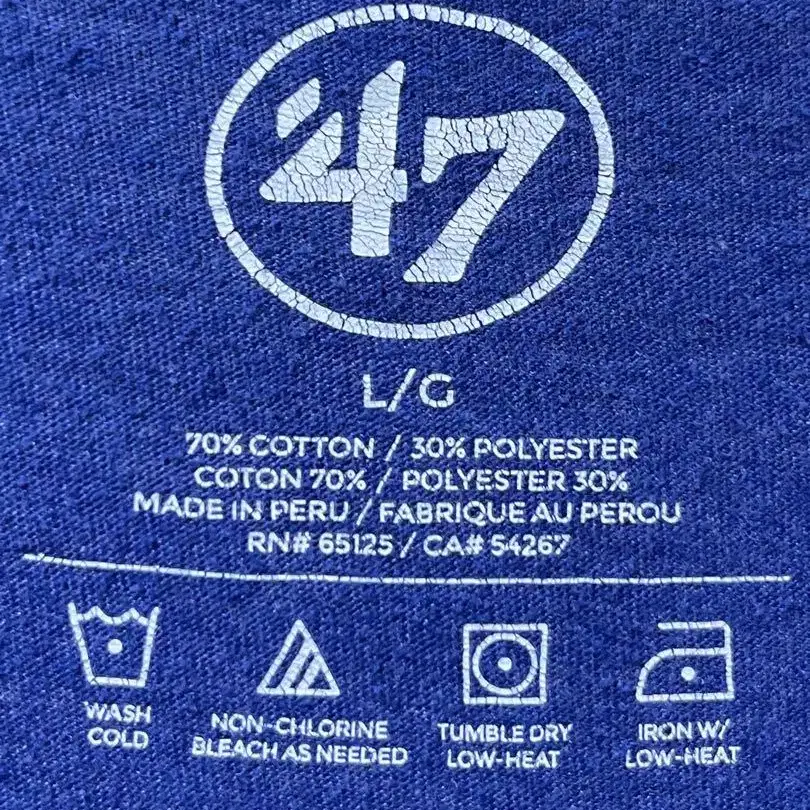 '47
L/G
70% COTTON / 30% POLYESTER
COTON 70% / POLYESTER 30%
MADE IN PERU / FABRIQUE AU PEROU
RN# 65125 / CA# 54267
WASH
COLD
NON-CHLORINE
BLEACH AS NEEDED
TUMBLE DRY
LOW-HEAT
IRON W/
LOW-HEAT